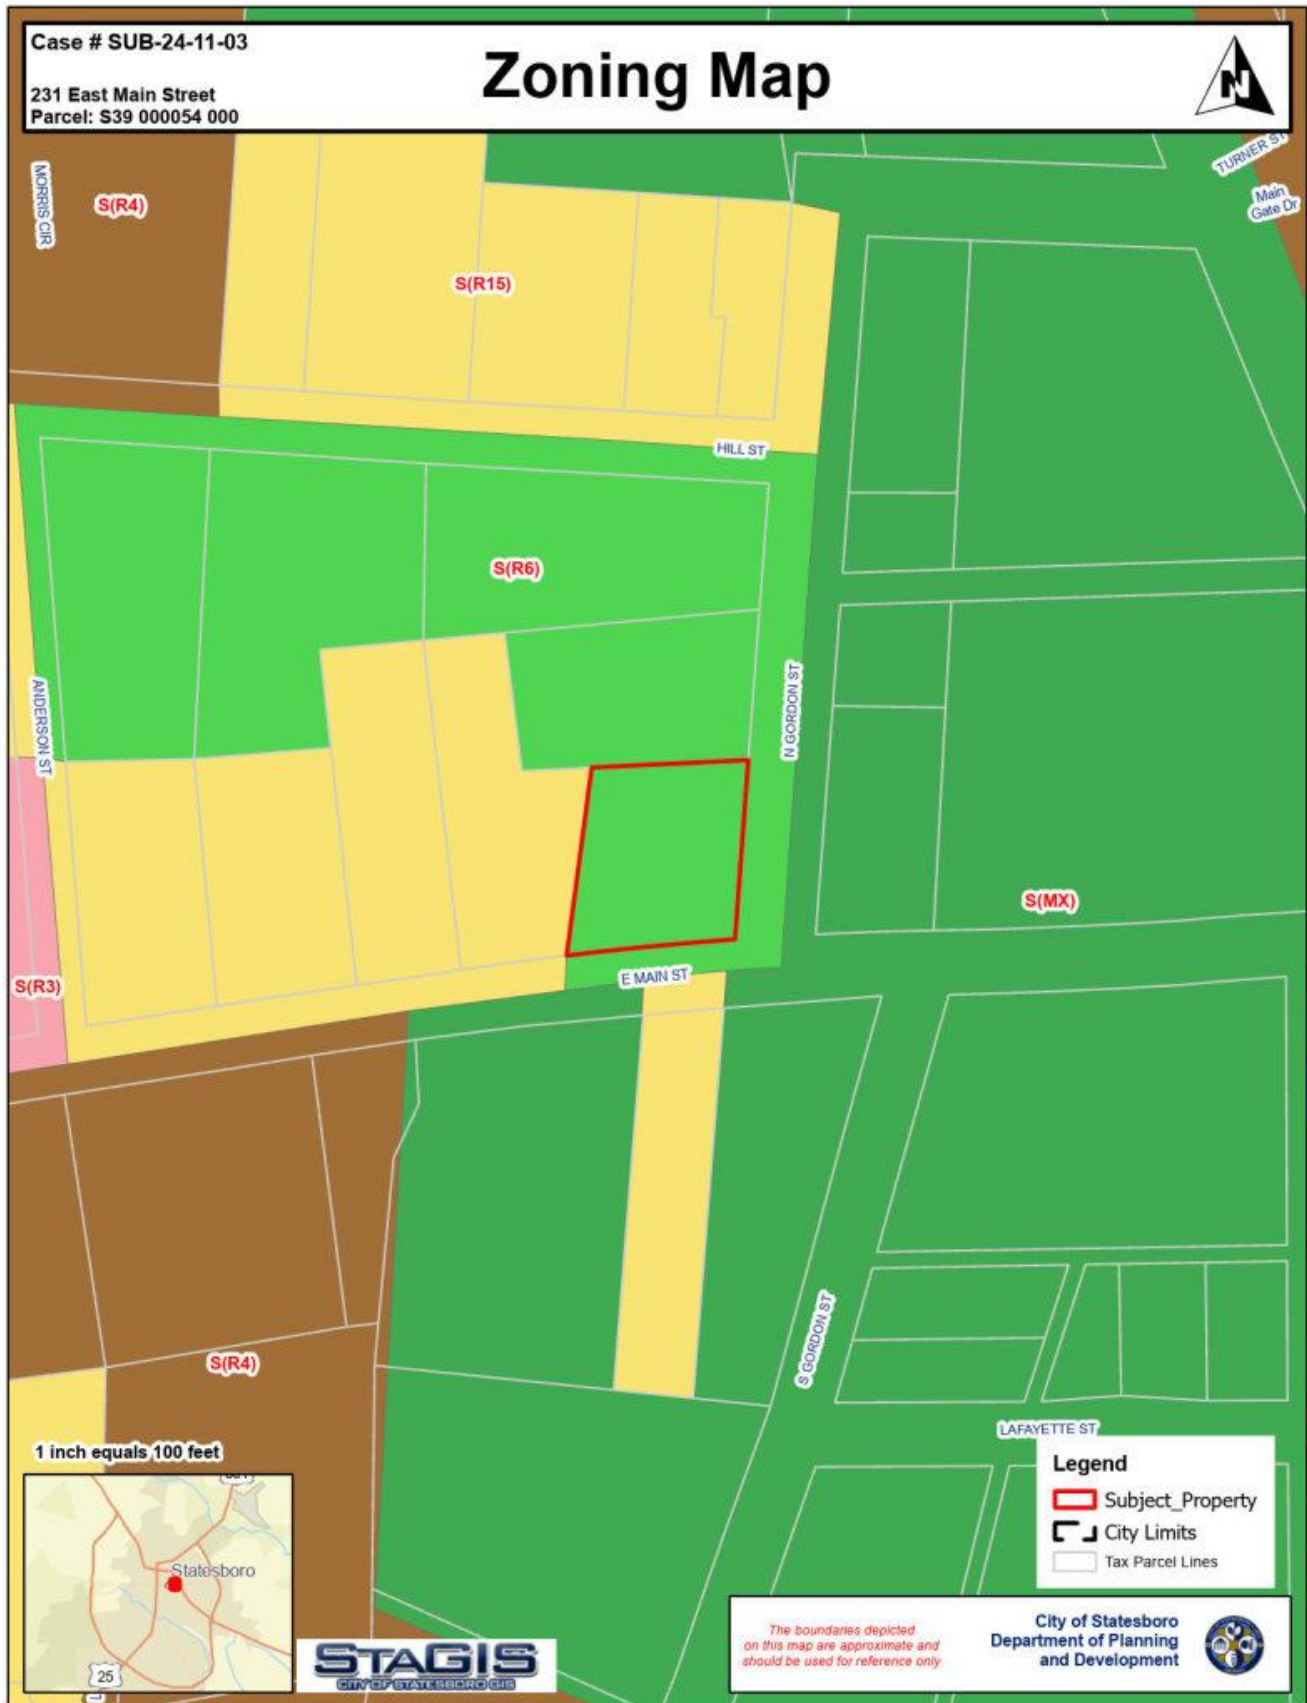 Case # SUB-24-11-03
Zoning Map
231 East Main Street
Parcel: S39 000054 000
N
TURNER ST
Main
Gate Dr
MORRIS CIR
S(R4)
S(R15)
HILL ST
S(R6)
ANDERSON ST
N GORDON ST
S(MX)
S(R3)
E MAIN ST
S GORDON ST
S(R4)
LAFAYETTE ST
1 inch equals 100 feet
Statesboro
25
Legend
Subject_Property
City Limits
Tax Parcel Lines
STAGIS
CITY OF STATESBORO GIS
The boundaries depicted
on this map are approximate and
should be used for reference only
City of Statesboro
Department of Planning
and Development